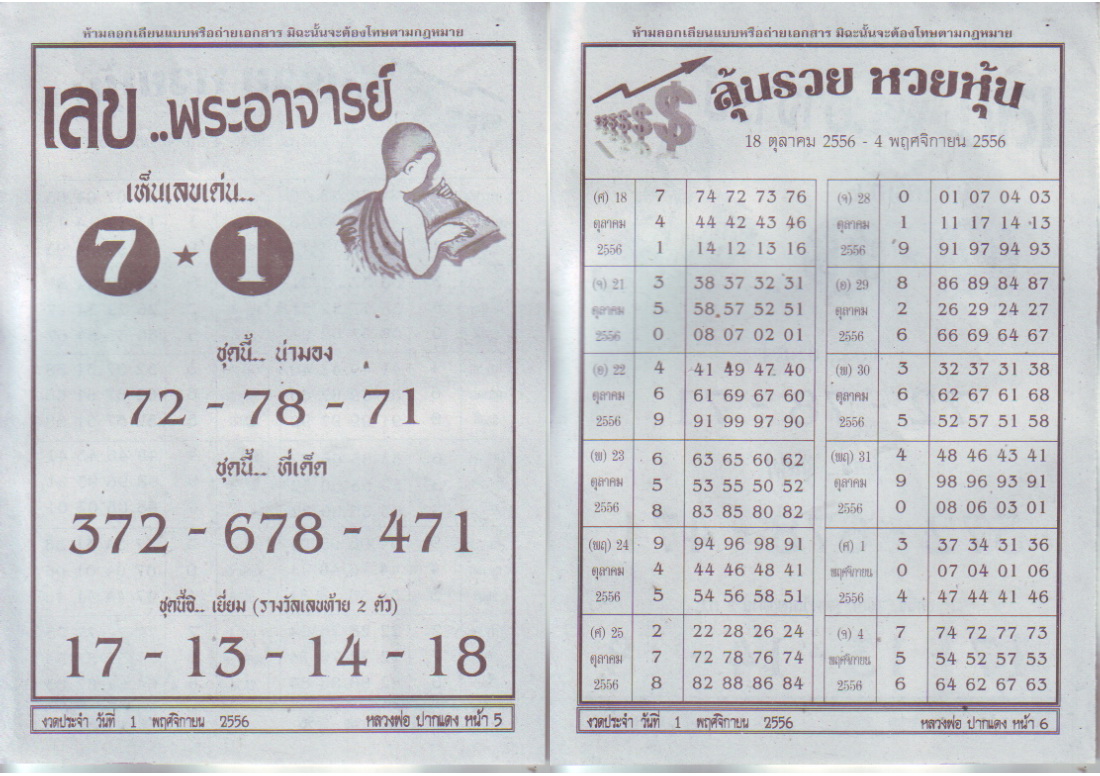 ห้ามลอกเลียนแบบหรือถ่ายเอกสาร มิฉะนั้นจะต้องโทษตามกฎหมาย
เลข ..พระอาจารย์
เห็นเลขเด่น..
7 ★ 1
ชุดนี้.. น่ามอง
72 - 78 - 71
ชุดนี้.. ที่เด็ด
372 - 678 - 471
ชุดนี้ซิ.. เยี่ยม (รางวัลเลขท้าย 2 ตัว)
17 - 13 - 14 - 18
งวดประจำ วันที่ 1 พฤศจิกายน 2556 หลวงพ่อ ปากแดง หน้า 5
ห้ามลอกเลียนแบบหรือถ่ายเอกสาร มิฉะนั้นจะต้องโทษตามกฎหมาย
$$$$$
ลุ้นรวย หวยหุ้น
18 ตุลาคม 2556 - 4 พฤศจิกายน 2556
(ศ) 18 7 74 72 73 76
ตุลาคม 4 44 42 43 46
2556 1 14 12 13 16
(จ) 21 3 38 37 32 31
ตุลาคม 5 58 57 52 51
2556 0 08 07 02 01
(อ) 22 4 41 49 47 40
ตุลาคม 6 61 69 67 60
2556 9 91 99 97 90
(พ) 23 6 63 65 60 62
ตุลาคม 5 53 55 50 52
2556 8 83 85 80 82
(พฤ) 24 9 94 96 98 91
ตุลาคม 4 44 46 48 41
2556 5 54 56 58 51
(ศ) 25 2 22 28 26 24
ตุลาคม 7 72 78 76 74
2556 8 82 88 86 84
(จ) 28 0 01 07 04 03
ตุลาคม 1 11 17 14 13
2556 9 91 97 94 93
(อ) 29 8 86 89 84 87
ตุลาคม 2 26 29 24 27
2556 6 66 69 64 67
(พ) 30 3 32 37 31 38
ตุลาคม 6 62 67 61 68
2556 5 52 57 51 58
(พฤ) 31 4 48 46 43 41
ตุลาคม 9 98 96 93 91
2556 0 08 06 03 01
(ศ) 1 3 37 34 31 36
พฤศจิกายน 0 07 04 01 06
2556 4 47 44 41 46
(จ) 4 7 74 72 77 73
พฤศจิกายน 5 54 52 57 53
2556 6 64 62 67 63
งวดประจำ วันที่ 1 พฤศจิกายน 2556 หลวงพ่อ ปากแดง หน้า 6